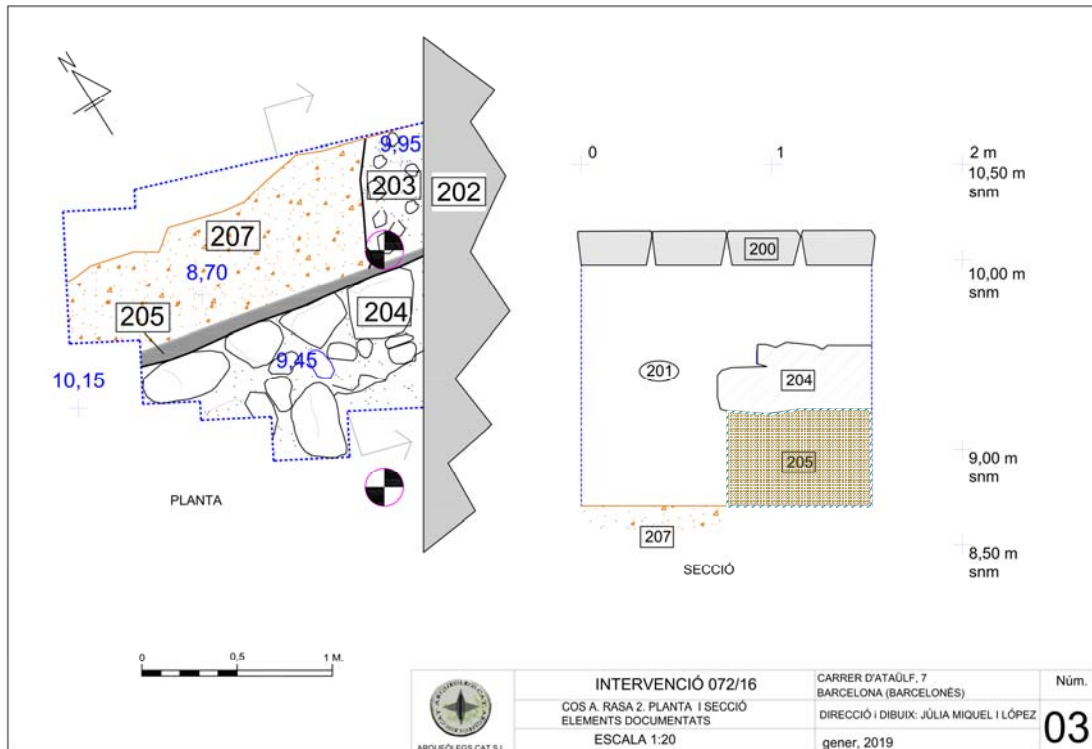 N
9,95
203
202
207
8,70
205
204
9,45
10,15
PLANTA
0
1
2 m
10,50 m
snm
200
10,00 m
snm
201
204
205
9,00 m
snm
207
8,50 m
snm
SECCIÓ
0
0,5
1 M.
ARQUEÒLEGS.CAT S.L.
INTERVENCIÓ 072/16
COS A. RASA 2. PLANTA I SECCIÓ
ELEMENTS DOCUMENTATS
ESCALA 1:20
CARRER D'ATAÜLF, 7
BARCELONA (BARCELONÈS)
DIRECCIÓ i DIBUIX: JÚLIA MIQUEL I LÓPEZ
gener, 2019
Núm.
03